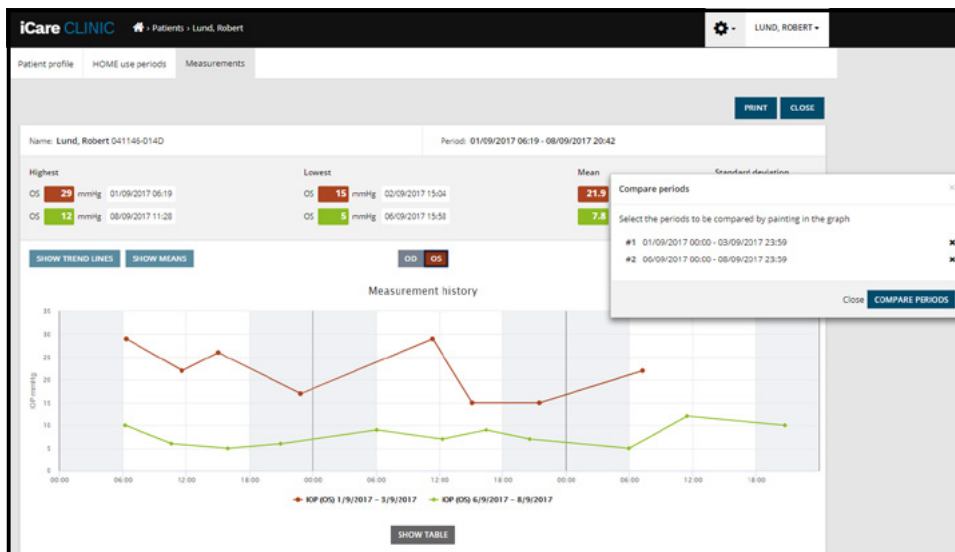 iCare CLINIC
› Patients › Lund, Robert
LUND, ROBERT
Patient profile
HOME use periods
Measurements
PRINT
CLOSE
Name: Lund, Robert 041146-014D
Period: 01/09/2017 06:19 - 08/09/2017 20:42
Highest
Lowest
Mean
Standard deviation
OS 29 mmHg 01/09/2017 06:19
OS 15 mmHg 02/09/2017 15:04
21.9
OS 12 mmHg 08/09/2017 11:28
OS 5 mmHg 06/09/2017 15:58
7.8
Compare periods
×
Select the periods to be compared by painting in the graph
#1 01/09/2017 00:00 - 03/09/2017 23:59
#2 06/09/2017 00:00 - 08/09/2017 23:59
Close
COMPARE PERIODS
SHOW TREND LINES
SHOW MEANS
OD
OS
Measurement history
IOP mmHg
35
30
25
20
15
10
5
0
00:00 06:00 12:00 18:00 00:00 06:00 12:00 18:00 00:00 06:00 12:00 18:00
IOP (OS) 1/9/2017 – 3/9/2017
IOP (OS) 6/9/2017 – 8/9/2017
SHOW TABLE